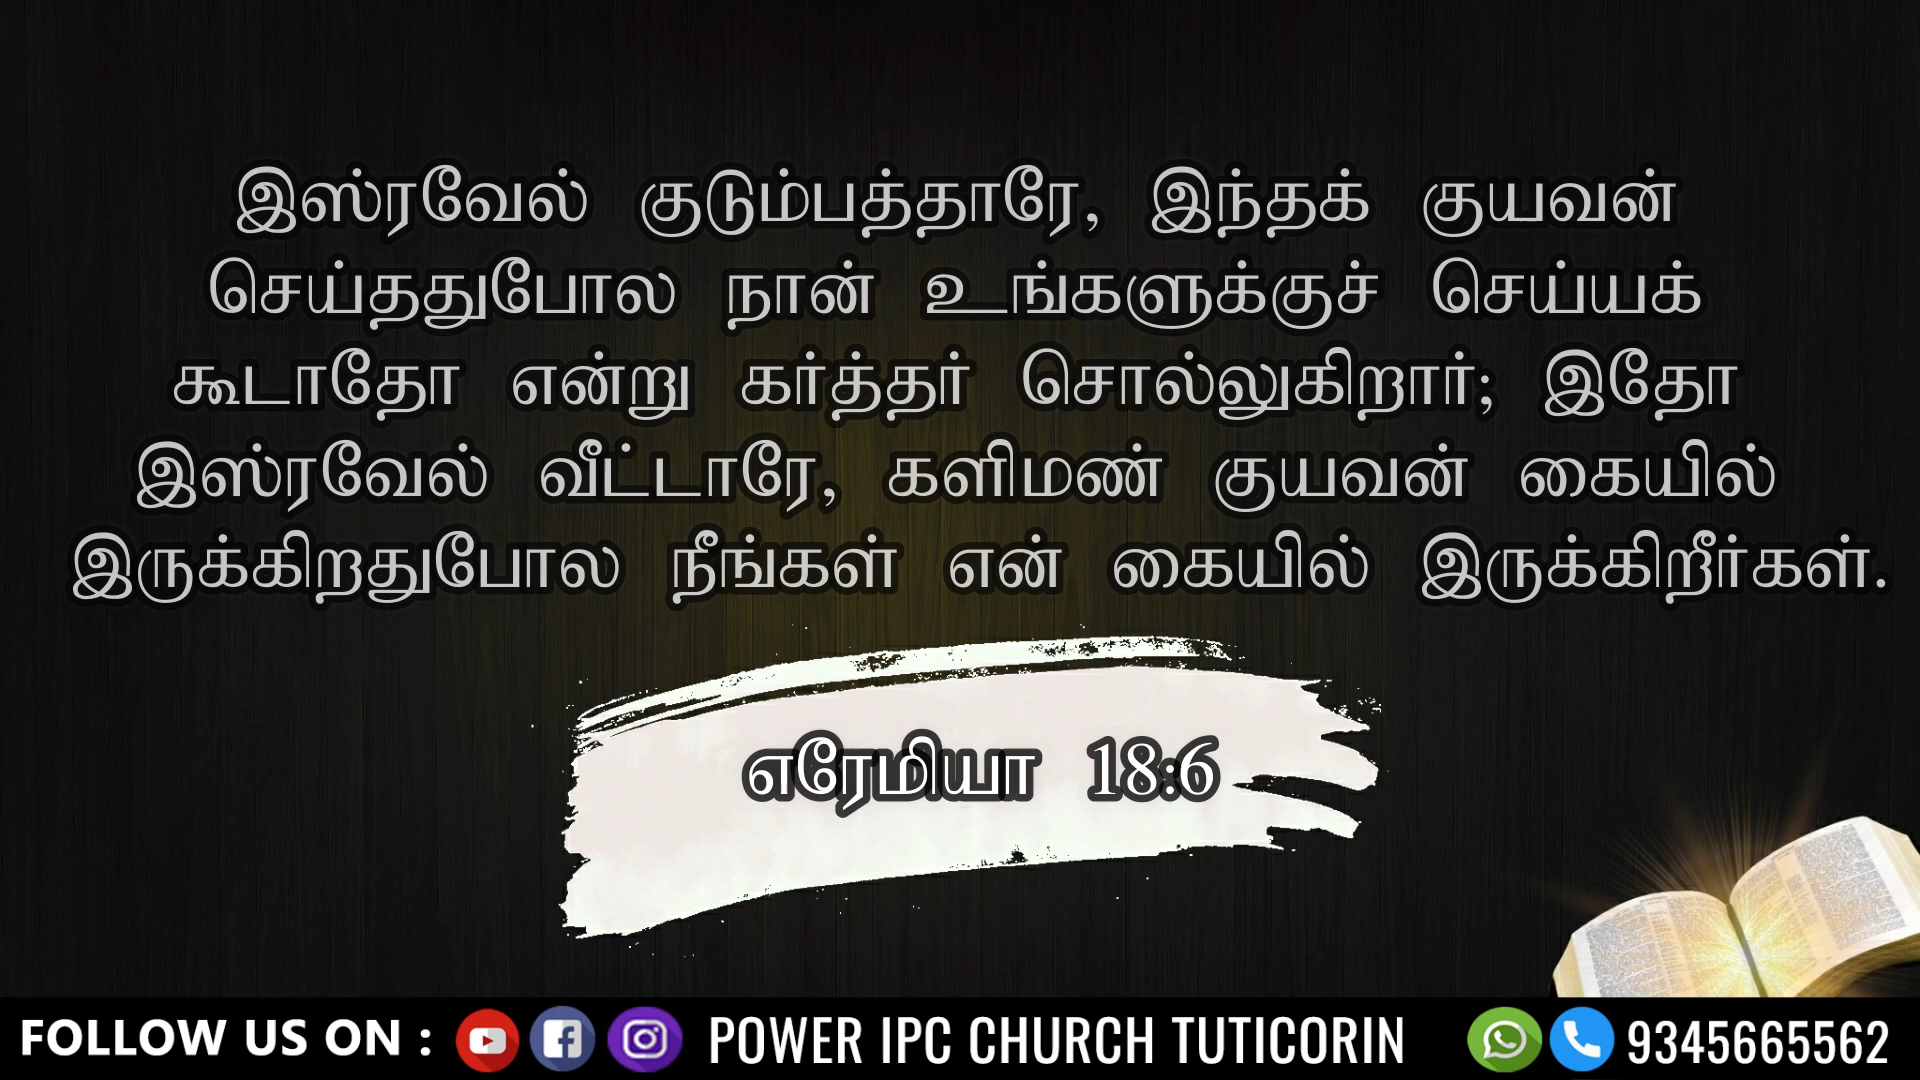 இஸ்ரவேல் குடும்பத்தாரே, இந்தக் குயவன்
செய்ததுபோல நான் உங்களுக்குச் செய்யக்
கூடாதோ என்று கர்த்தர் சொல்லுகிறார்; இதோ
இஸ்ரவேல் வீட்டாரே, களிமண் குயவன் கையில்
இருக்கிறதுபோல நீங்கள் என் கையில் இருக்கிறீர்கள்.
எரேமியா 18:6
FOLLOW US ON : POWER IPC CHURCH TUTICORIN 9345665562